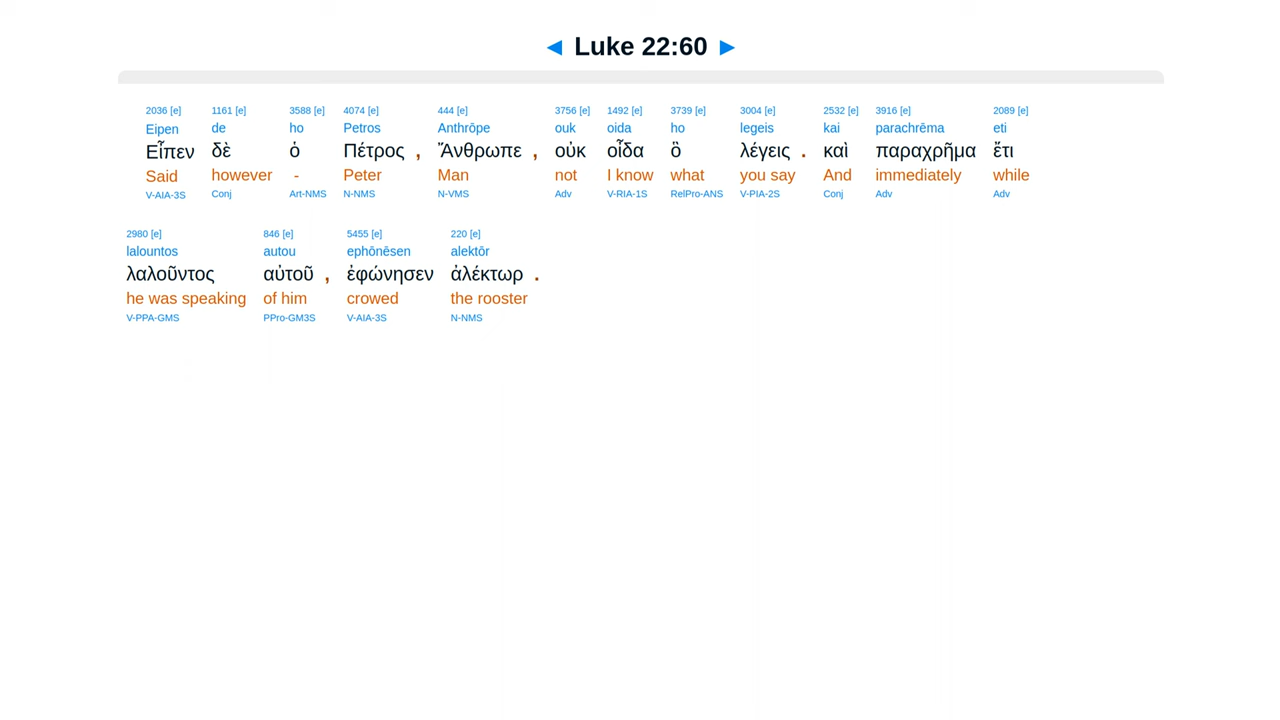 ◄ Luke 22:60 ►
2036 [e] 1161 [e] 3588 [e] 4074 [e] 444 [e] 3756 [e] 1492 [e] 3739 [e] 3004 [e] 2532 [e] 3916 [e] 2089 [e]
Eipen de ho Petros Anthrōpe ouk oida ho legeis kai parachrēma eti
Εἶπεν δὲ ὁ Πέτρος , Ἄνθρωπε , οὐκ οἶδα ὃ λέγεις . καὶ παραχρῆμα ἔτι
Said however - Peter Man not I know what you say And immediately while
V-AIA-3S Conj Art-NMS N-NMS N-VMS Adv V-RIA-1S RelPro-ANS V-PIA-2S Conj Adv Adv
2980 [e] 846 [e] 5455 [e] 220 [e]
lalountos autou ephōnēsen alektōr
λαλοῦντος αὐτοῦ , ἐφώνησεν ἀλέκτωρ .
he was speaking of him crowed the rooster
V-PPA-GMS PPro-GM3S V-AIA-3S N-NMS